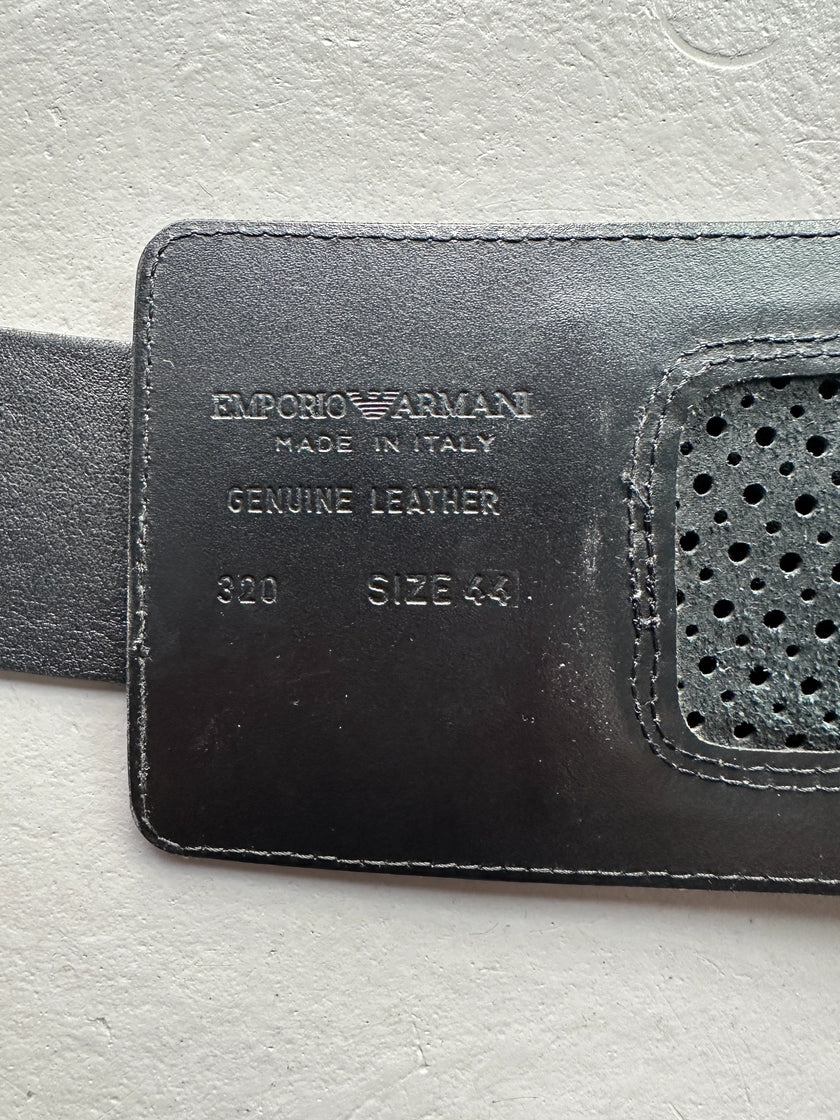 EMPORIO ARMANI
MADE IN ITALY
GENUINE LEATHER
320 SIZE 44